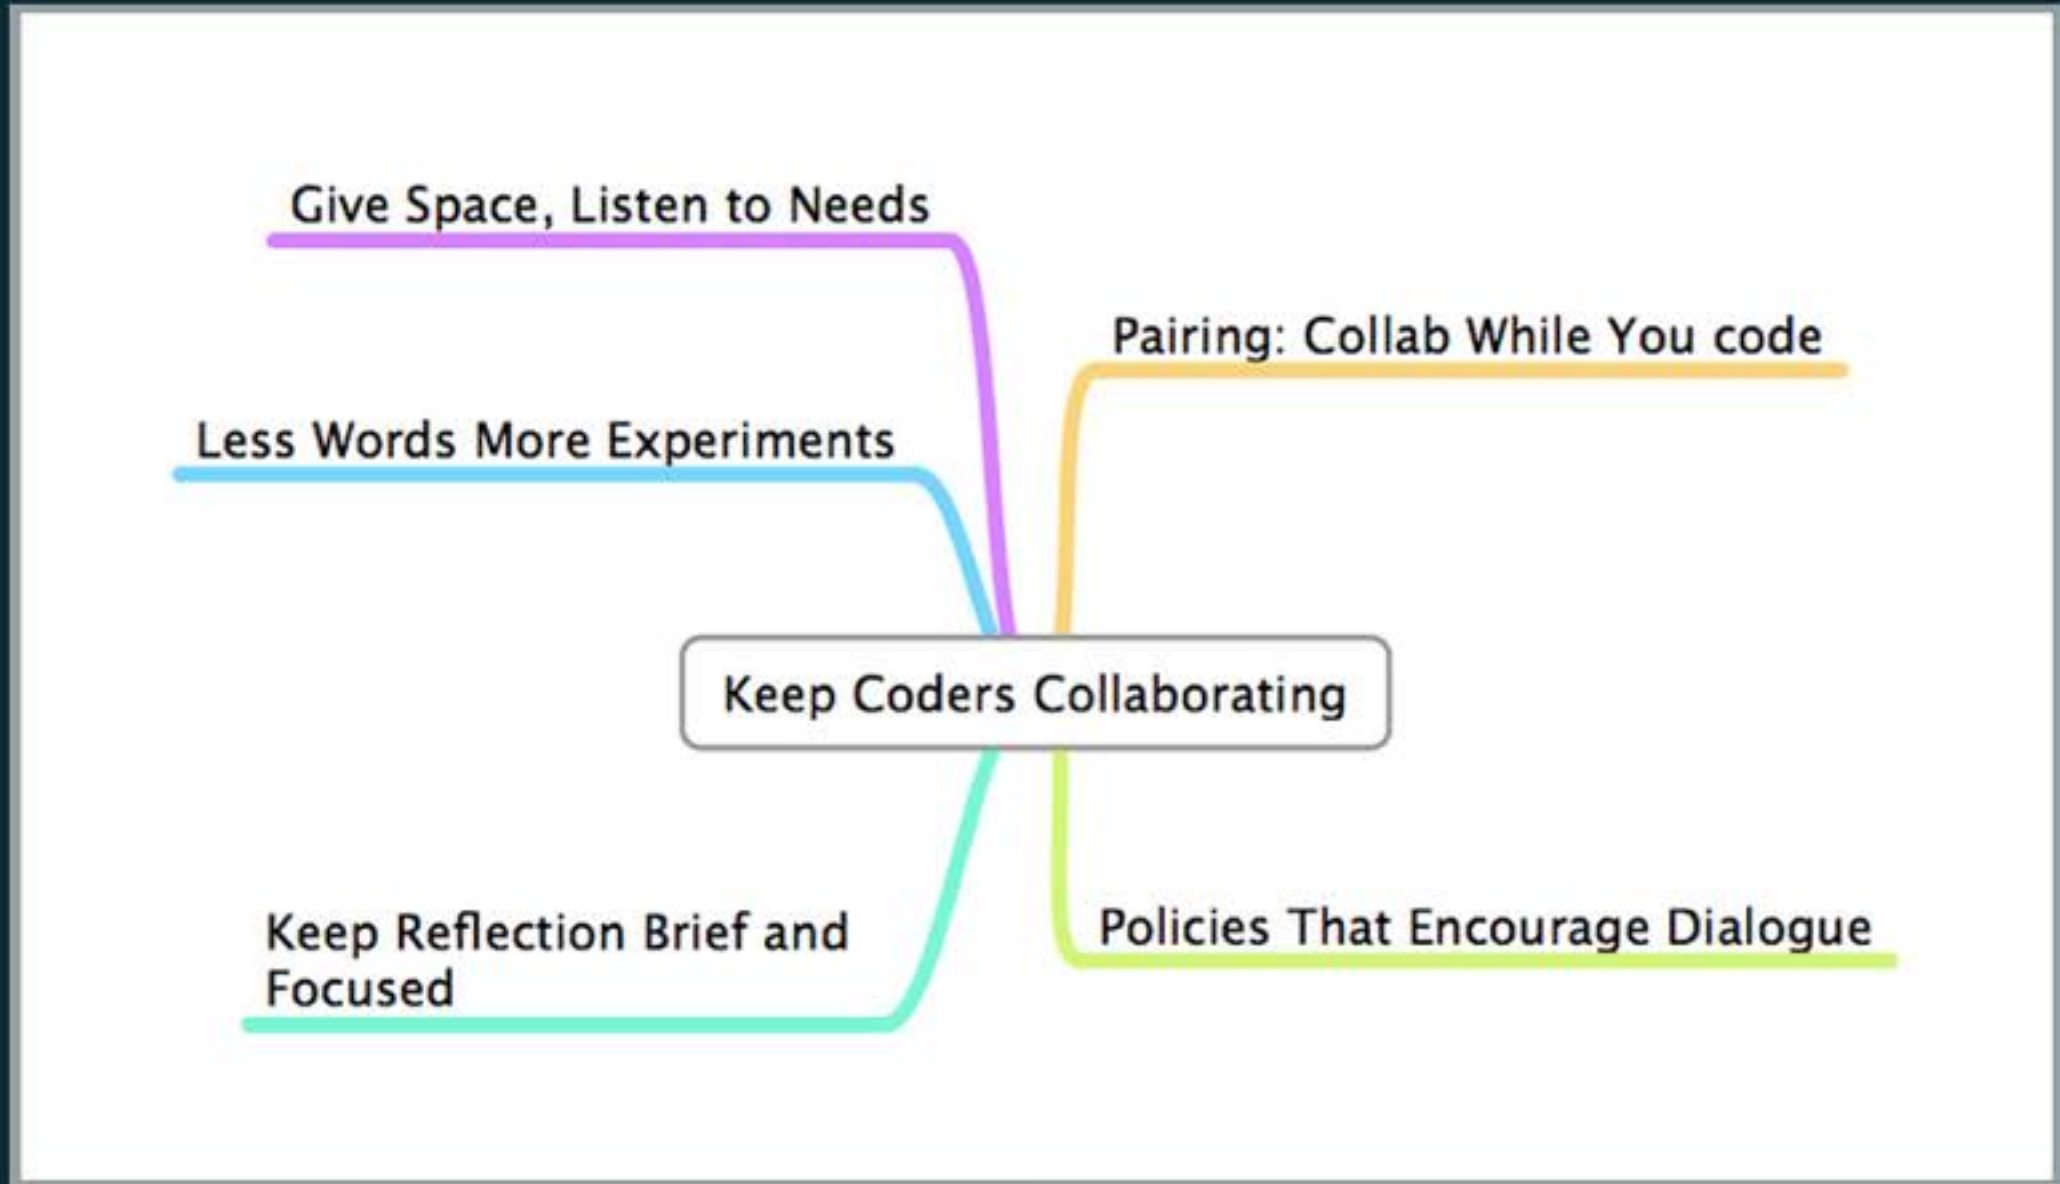 Give Space, Listen to Needs
Pairing: Collab While You code
Less Words More Experiments
Keep Coders Collaborating
Keep Reflection Brief and
Focused
Policies That Encourage Dialogue